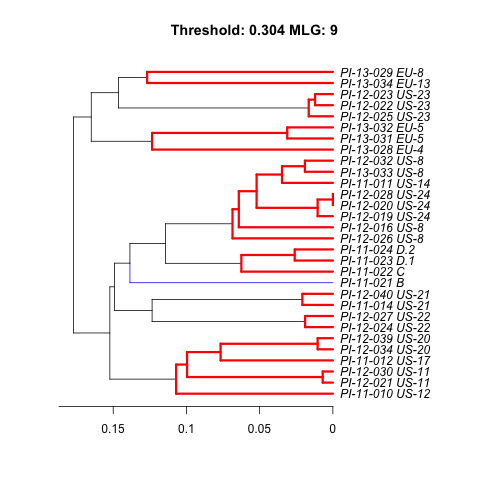 Threshold: 0.304 MLG: 9
PI-13-029 EU-8
PI-13-034 EU-13
PI-12-023 US-23
PI-12-022 US-23
PI-12-025 US-23
PI-13-032 EU-5
PI-13-031 EU-5
PI-13-028 EU-4
PI-12-032 US-8
PI-13-033 US-8
PI-11-011 US-14
PI-12-028 US-24
PI-12-020 US-24
PI-12-019 US-24
PI-12-016 US-8
PI-12-026 US-8
PI-11-024 D.2
PI-11-023 D.1
PI-11-022 C
PI-11-021 B
PI-12-040 US-21
PI-11-014 US-21
PI-12-027 US-22
PI-12-024 US-22
PI-12-039 US-20
PI-12-034 US-20
PI-11-012 US-17
PI-12-030 US-11
PI-12-021 US-11
PI-11-010 US-12
0.15 0.1 0.05 0